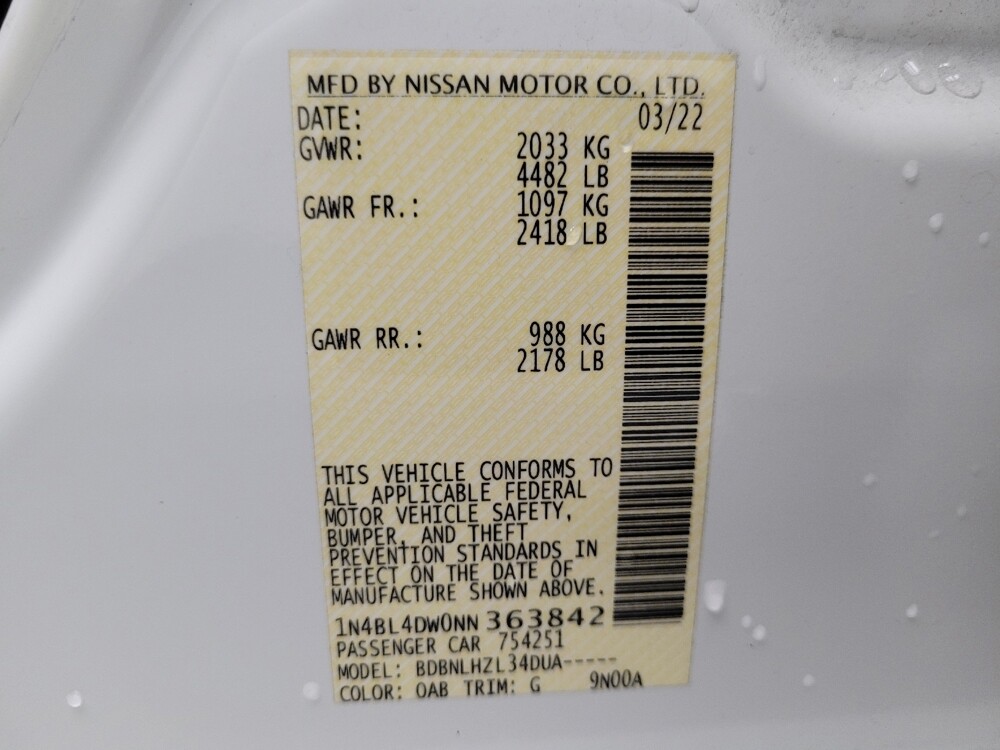 MFD BY NISSAN MOTOR CO., LTD.
DATE: 03/22
GVWR: 2033 KG
4482 LB
GAWR FR.: 1097 KG
2418 LB
GAWR RR.: 988 KG
2178 LB
THIS VEHICLE CONFORMS TO
ALL APPLICABLE FEDERAL
MOTOR VEHICLE SAFETY,
BUMPER, AND THEFT
PREVENTION STANDARDS IN
EFFECT ON THE DATE OF
MANUFACTURE SHOWN ABOVE.
1N4BL4DW0NN 363842
PASSENGER CAR 754251
MODEL: BDBNLHZL34DUA-----
COLOR: QAB TRIM: G 9N00A